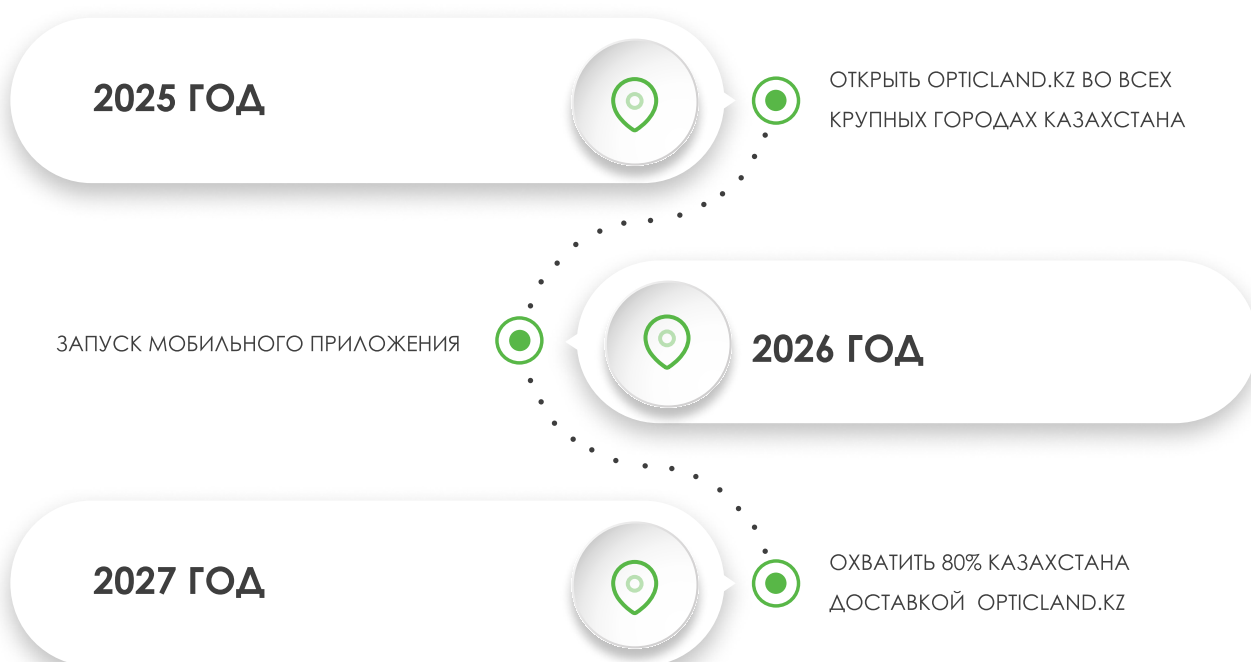 2025 ГОД
ОТКРЫТЬ OPTICLAND.KZ ВО ВСЕХ
КРУПНЫХ ГОРОДАХ КАЗАХСТАНА
ЗАПУСК МОБИЛЬНОГО ПРИЛОЖЕНИЯ
2026 ГОД
2027 ГОД
ОХВАТИТЬ 80% КАЗАХСТАНА
ДОСТАВКОЙ OPTICLAND.KZ